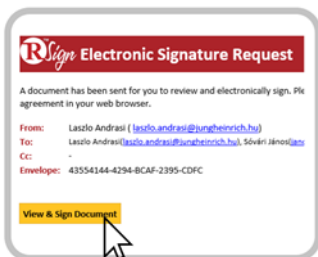 RSign Electronic Signature Request
A document has been sent for you to review and electronically sign. Ple
agreement in your web browser.
From: Laszlo Andrasi ( laszlo.andrasi@jungheinrich.hu)
To: Laszlo Andrasi(laszlo.andrasi@jungheinrich.hu), Sóvári János(jano
Cc: -
Envelope: 43554144-4294-BCAF-2395-CDFC
View & Sign Document